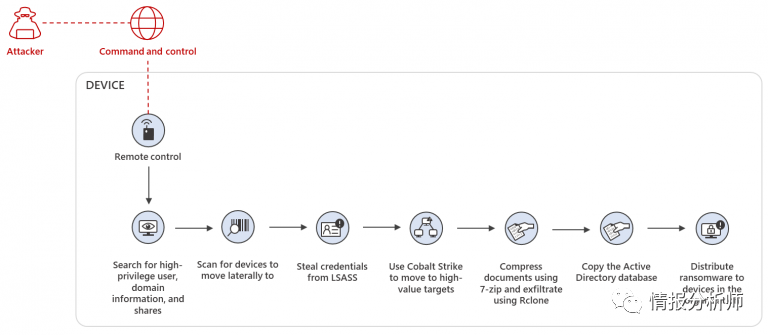 Attacker
Command and control
DEVICE
Remote control
Search for high-
privilege user,
domain
information, and
shares
Scan for devices to
move laterally to
Steal credentials
from LSASS
Use Cobalt Strike
to move to high-
value targets
Compress
documents using
7-zip and exfiltrate
using Rclone
Copy the Active
Directory database
Distribute
ransomware to
devices in the
情报分析师